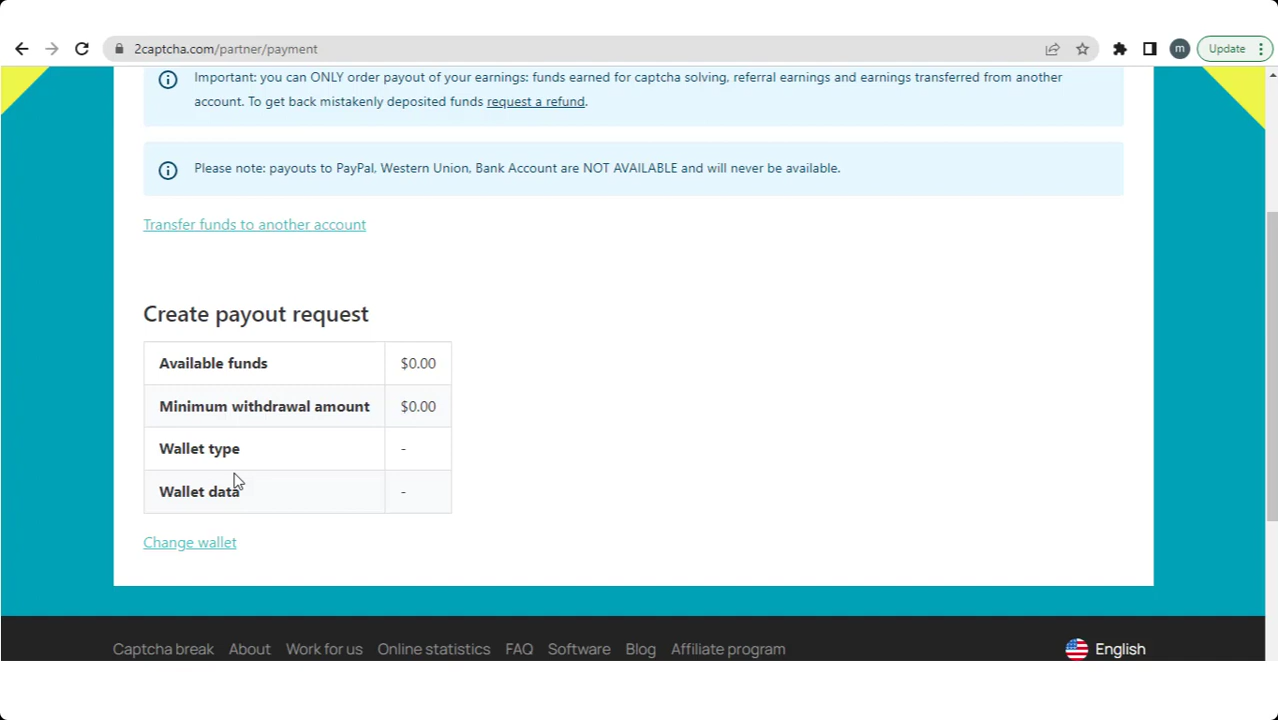 2captcha.com/partner/payment
m
Update
Important: you can ONLY order payout of your earnings: funds earned for captcha solving, referral earnings and earnings transferred from another
account. To get back mistakenly deposited funds request a refund.
Please note: payouts to PayPal, Western Union, Bank Account are NOT AVAILABLE and will never be available.
Transfer funds to another account
Create payout request
Available funds $0.00
Minimum withdrawal amount $0.00
Wallet type -
Wallet data -
Change wallet
Captcha break About Work for us Online statistics FAQ Software Blog Affiliate program English